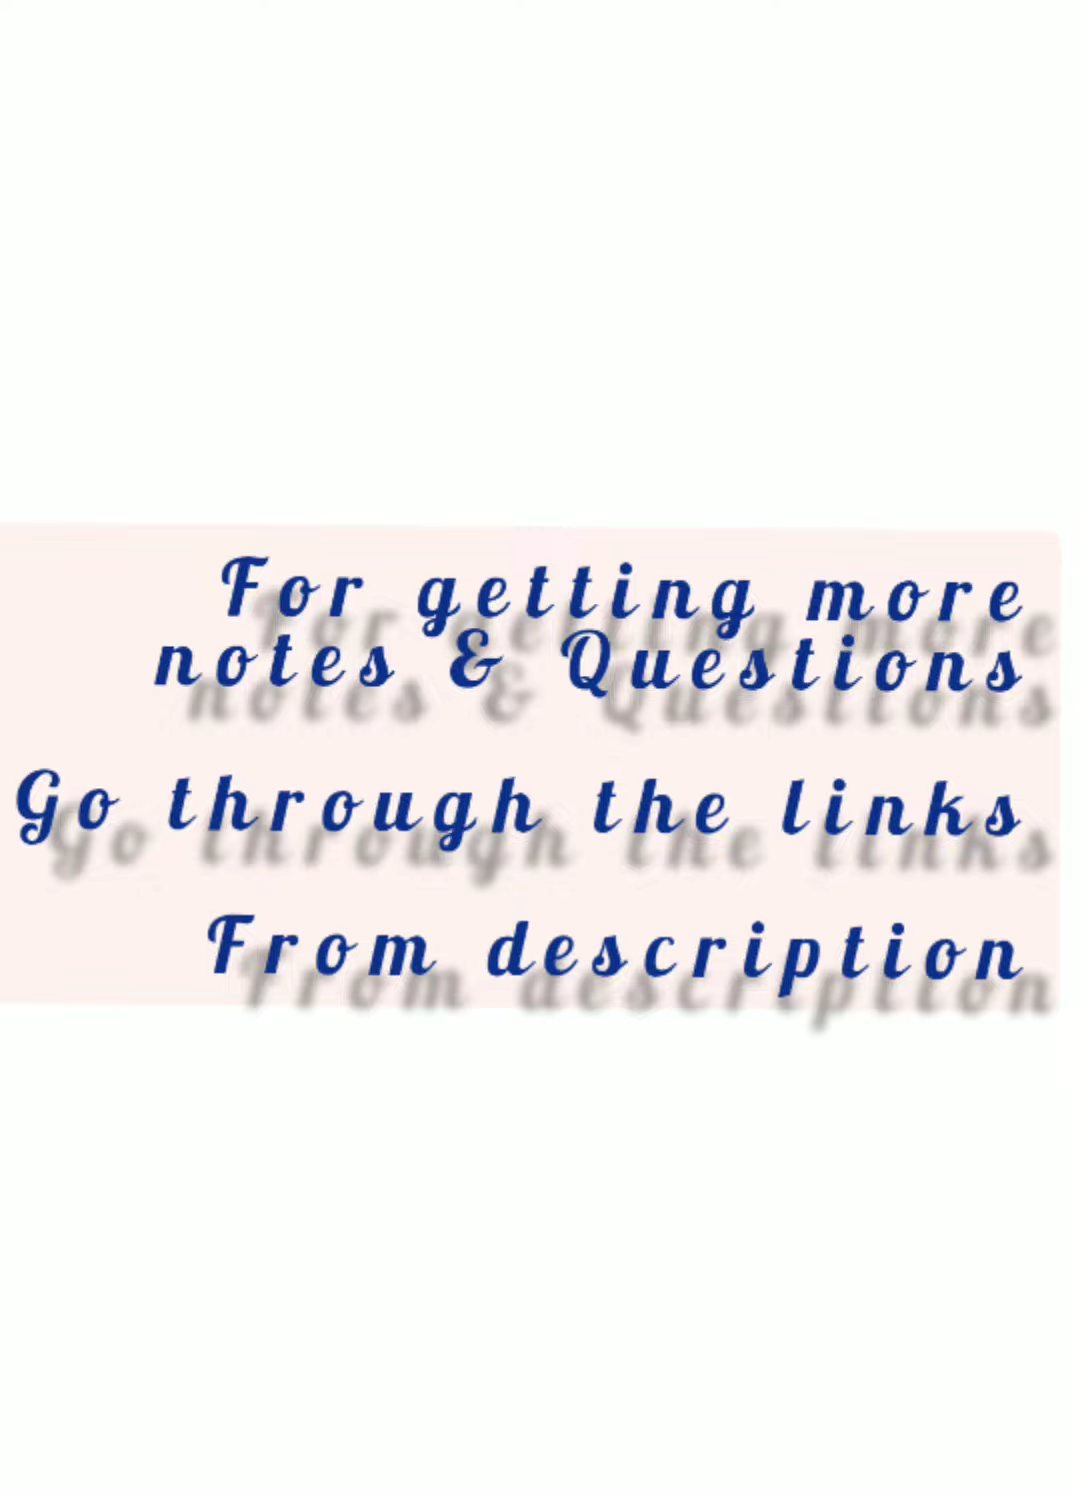 For getting more
notes & Questions
Go through the links
From description